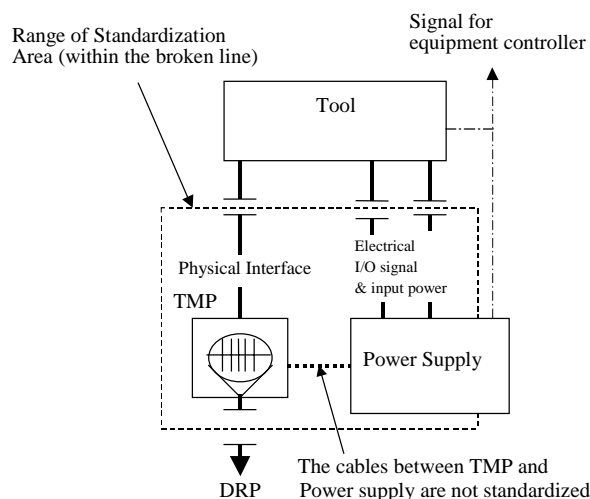 Signal for
equipment controller
Range of Standardization
Area (within the broken line)
Tool
Electrical
I/O signal
& input power
Physical Interface
TMP
Power Supply
The cables between TMP and
Power supply are not standardized
DRP